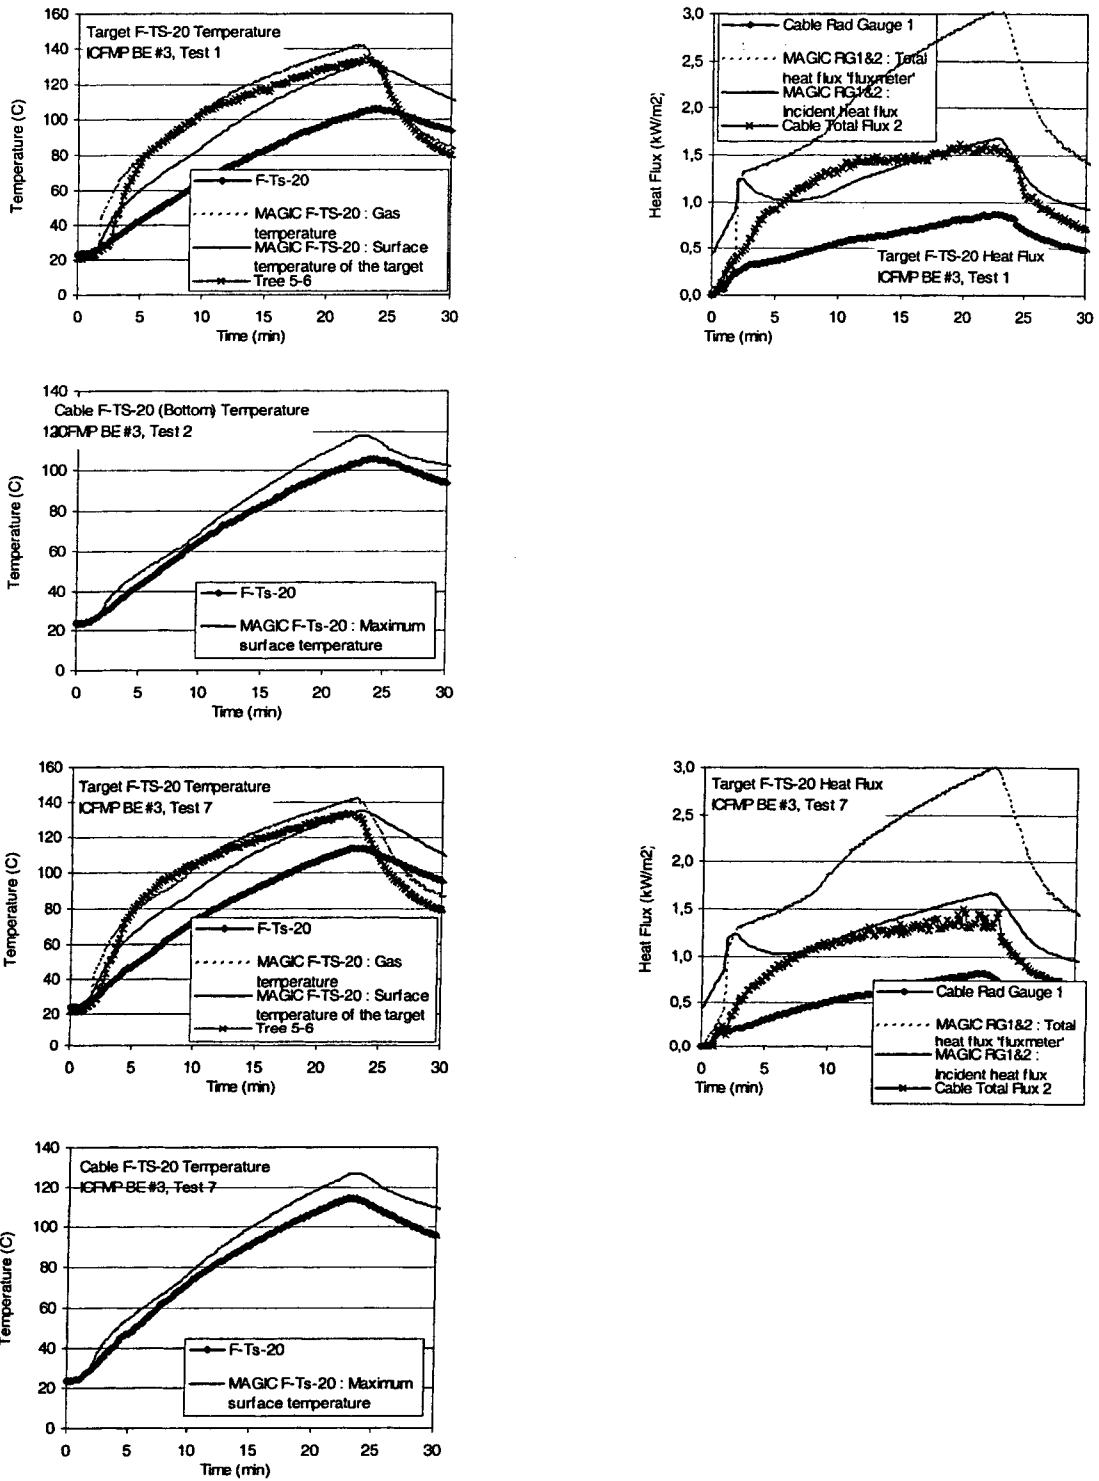 Target F-TS-20 Temperature
ICFMP BE #3, Test 1
Temperature (C)
160
140
120
100
80
60
40
20
0
F-Ts-20
MAGIC F-TS-20 : Gas
temperature
MAGIC F-TS-20 : Surface
temperature of the target
Tree 5-6
0 5 10 15 20 25 30
Time (min)
Heat Flux (kW/m2;
3,0
2,5
2,0
1,5
1,0
0,5
0,0
Cable Rad Gauge 1
MAGIC RG1&2 : Total
heat flux 'fluxmeter'
MAGIC RG1&2 :
Incident heat flux
Cable Total Flux 2
Target F-TS-20 Heat Flux
ICFMP BE #3, Test 1
0 5 10 15 20 25 30
Time (min)
Cable F-TS-20 (Bottom) Temperature
ICFMP BE #3, Test 2
Temperature (C)
140
120
100
80
60
40
20
0
F-Ts-20
MAGIC F-Ts-20 : Maximum
surface temperature
0 5 10 15 20 25 30
Time (min)
Target F-TS-20 Temperature
ICFMP BE #3, Test 7
Temperature (C)
160
140
120
100
80
60
40
20
0
F-Ts-20
MAGIC F-TS-20 : Gas
temperature
MAGIC F-TS-20 : Surface
temperature of the target
Tree 5-6
0 5 10 15 20 25 30
Time (min)
Target F-TS-20 Heat Flux
ICFMP BE #3, Test 7
Heat Flux (kW/m2;
3,0
2,5
2,0
1,5
1,0
0,5
0,0
Cable Rad Gauge 1
MAGIC RG1&2 : Total
heat flux 'fluxmeter'
MAGIC RG1&2 :
Incident heat flux
Cable Total Flux 2
0 5 10
Time (min)
Cable F-TS-20 Temperature
ICFMP BE #3, Test 7
Temperature (C)
140
120
100
80
60
40
20
0
F-Ts-20
MAGIC F-Ts-20 : Maximum
surface temperature
0 5 10 15 20 25 30
Time (min)